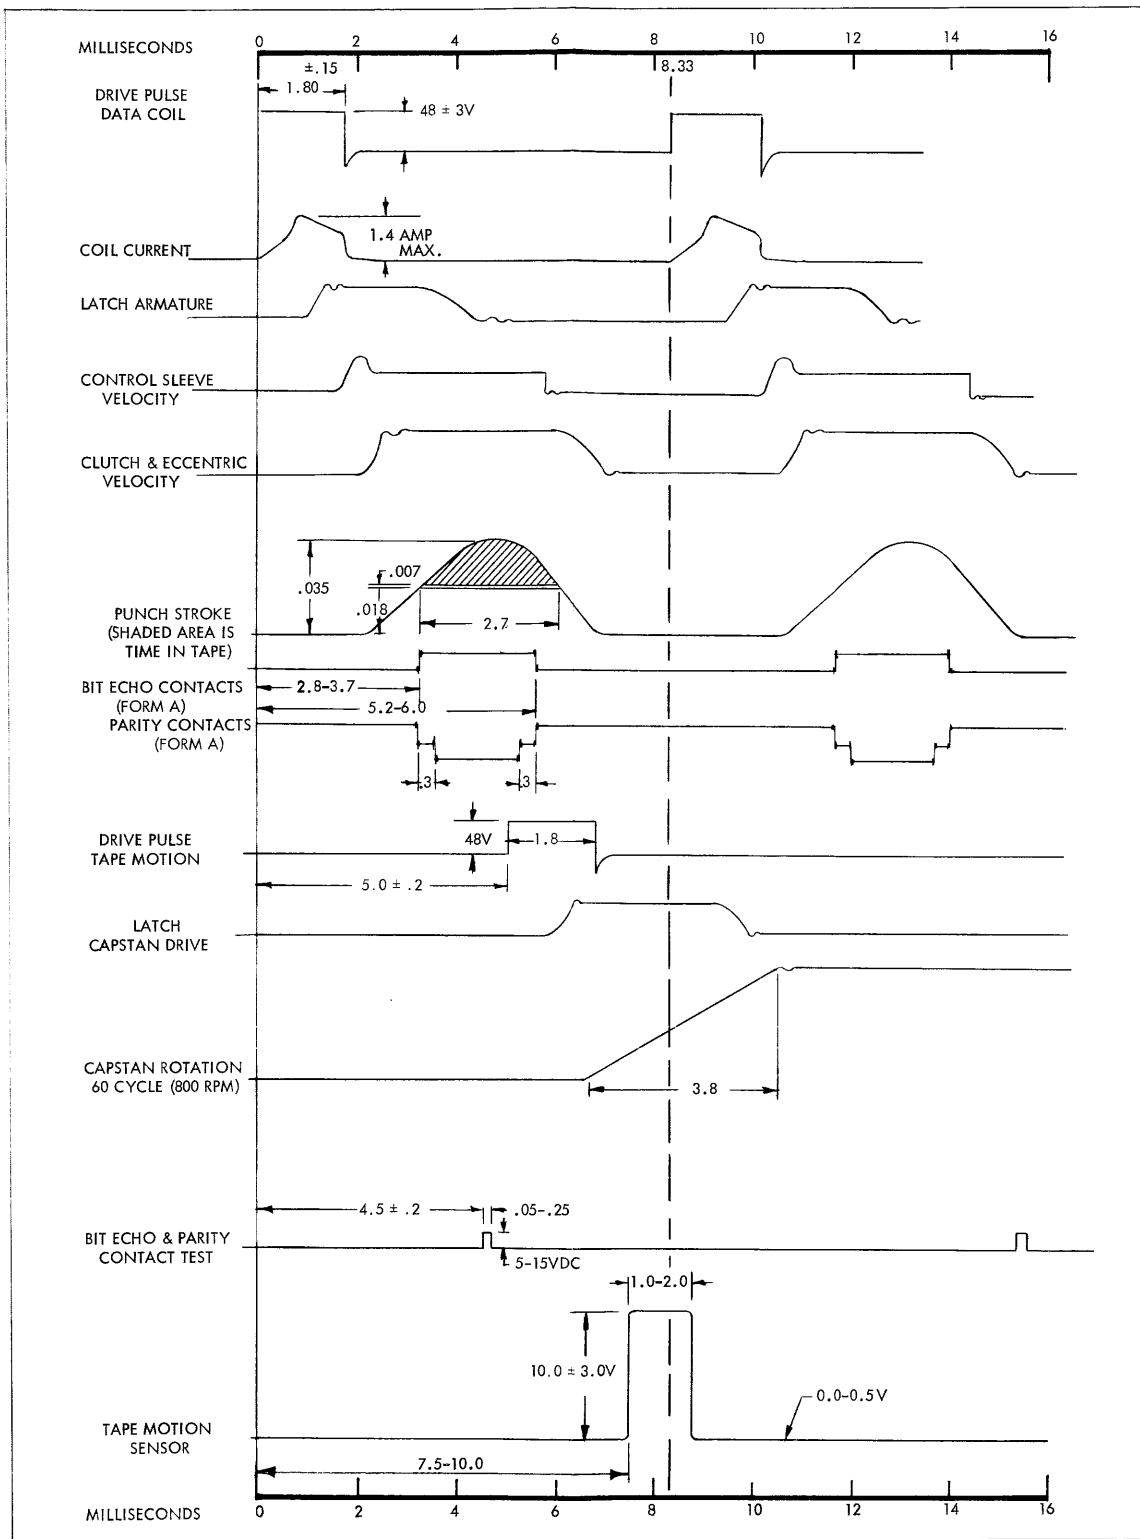 MILLISECONDS
0 2 4 6 8 10 12 14 16
8.33
±.15
1.80
DRIVE PULSE
DATA COIL
48 ± 3V
COIL CURRENT
1.4 AMP
MAX.
LATCH ARMATURE
CONTROL SLEEVE
VELOCITY
CLUTCH & ECCENTRIC
VELOCITY
.007
.035
.018
2.7
PUNCH STROKE
(SHADED AREA IS
TIME IN TAPE)
BIT ECHO CONTACTS
(FORM A)
2.8-3.7
5.2-6.0
PARITY CONTACTS
(FORM A)
.3
.3
DRIVE PULSE
TAPE MOTION
48V
1.8
5.0 ± .2
LATCH
CAPSTAN DRIVE
CAPSTAN ROTATION
60 CYCLE (800 RPM)
3.8
4.5 ± .2
.05-.25
BIT ECHO & PARITY
CONTACT TEST
5-15VDC
1.0-2.0
10.0 ± 3.0V
0.0-0.5V
TAPE MOTION
SENSOR
7.5-10.0
MILLISECONDS
0 2 4 6 8 10 12 14 16